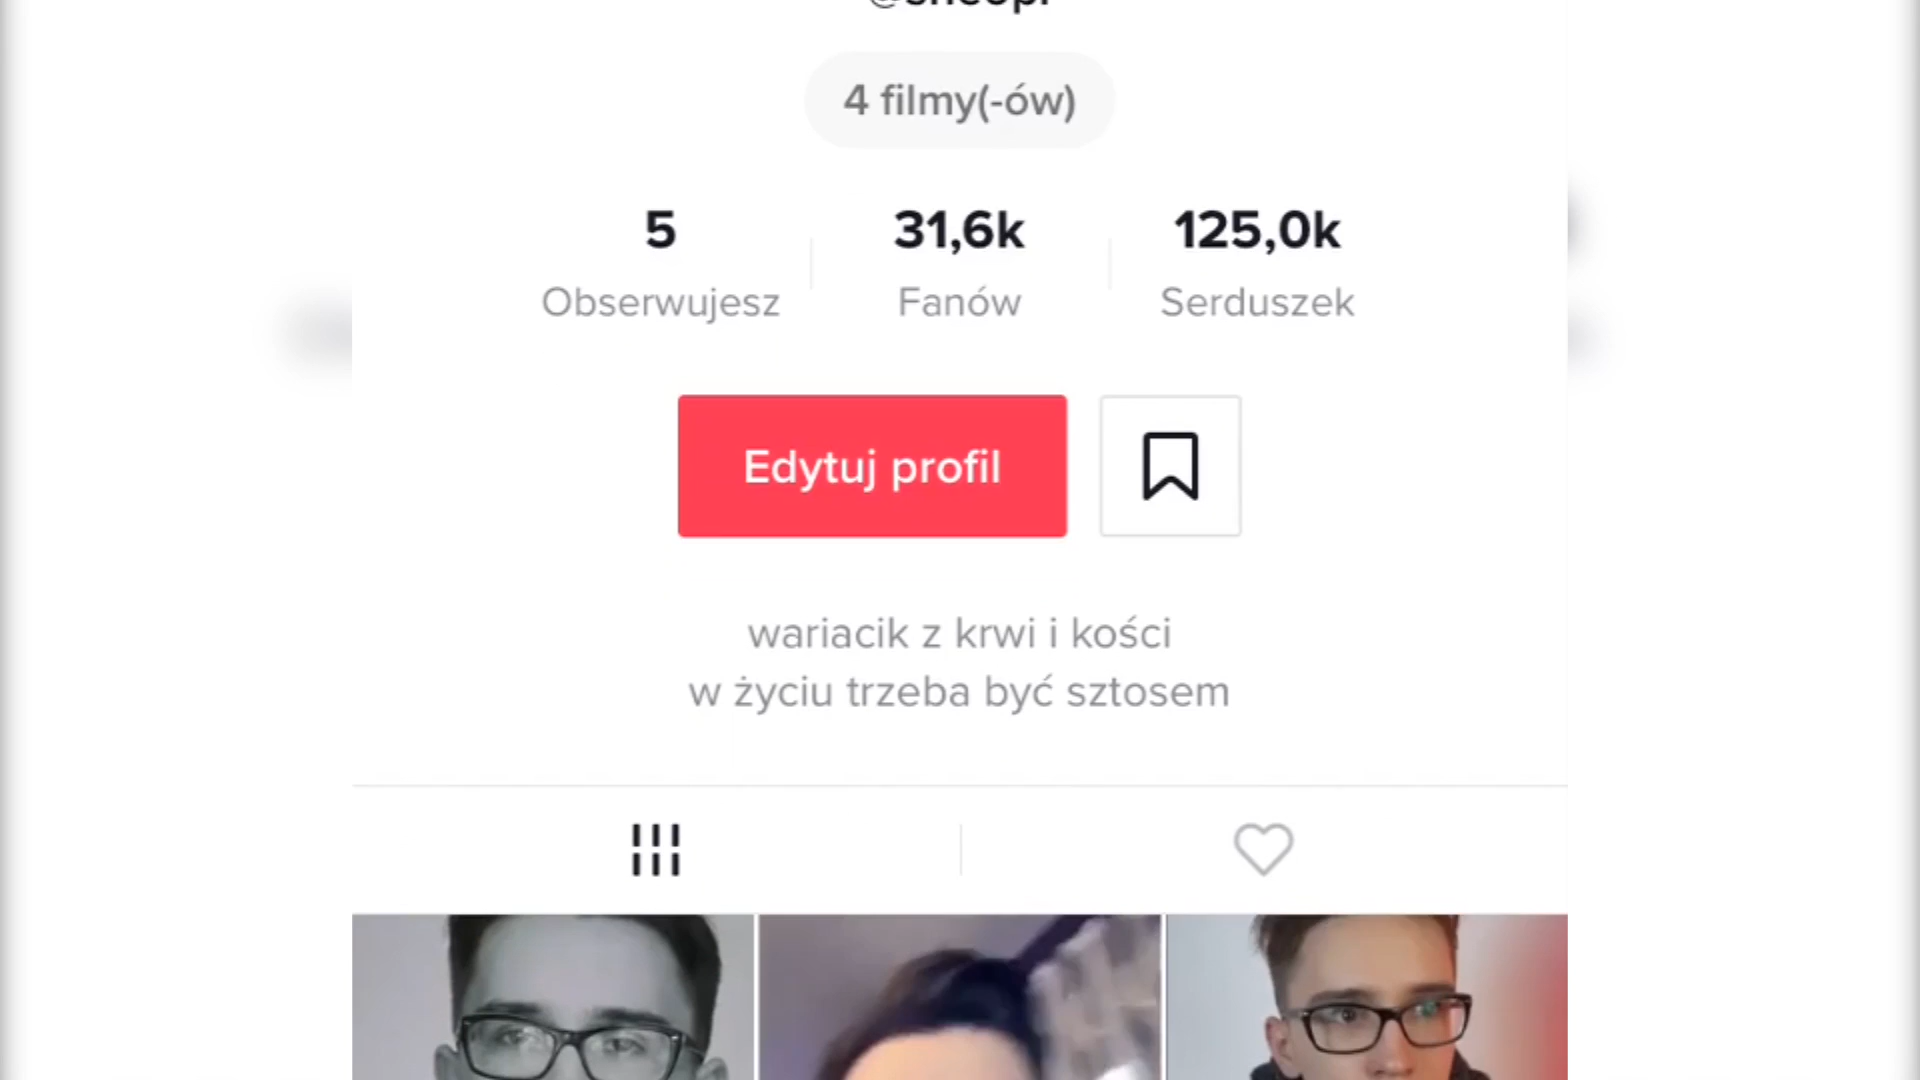 4 filmy(-ów)
5 31,6k 125,0k
Obserwujesz Fanów Serduszek
Edytuj profil
wariacik z krwi i kości
w życiu trzeba być sztosem